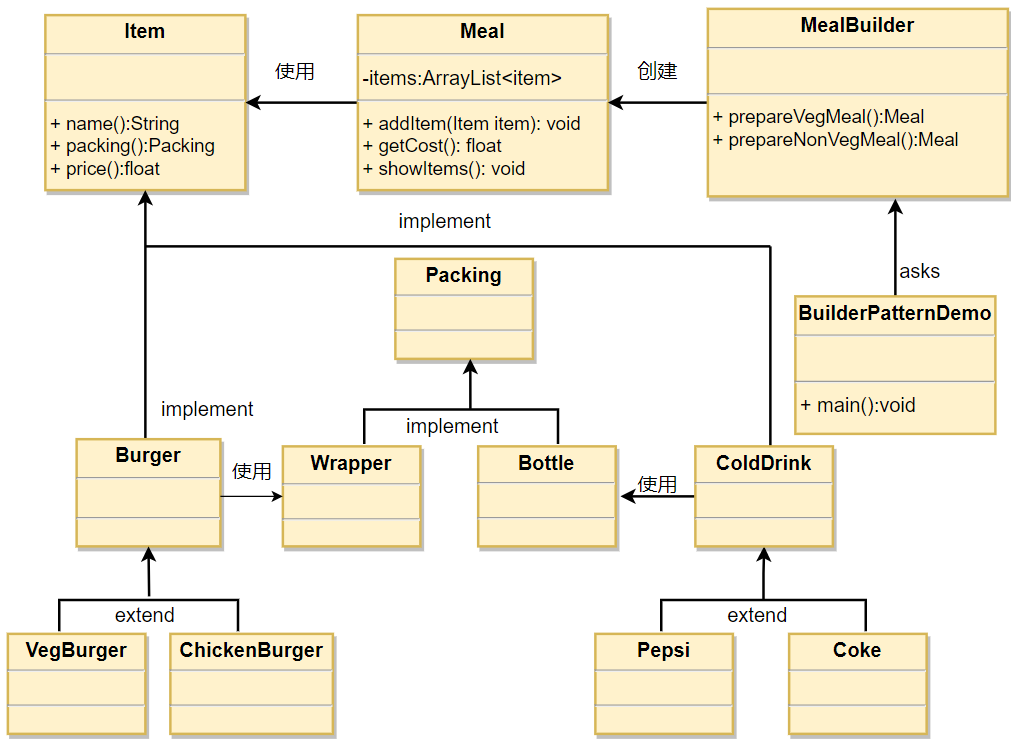 Item
+ name():String
+ packing():Packing
+ price():float
使用
Meal
-items:ArrayList<item>
+ addItem(Item item): void
+ getCost(): float
+ showItems(): void
创建
MealBuilder
+ prepareVegMeal():Meal
+ prepareNonVegMeal():Meal
implement
asks
Packing
BuilderPatternDemo
+ main():void
implement
implement
Burger
使用
Wrapper
Bottle
使用
ColdDrink
extend
extend
VegBurger
ChickenBurger
Pepsi
Coke